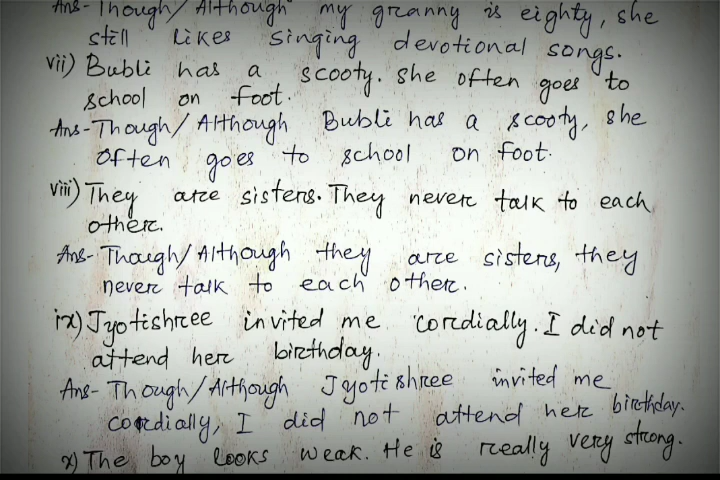 Ans- Though/ Although my granny is eighty, she
still likes singing devotional songs.
vii) Bubli has a scooty. She often goes to
school on foot.
Ans- Though/ Although Bubli has a scooty, she
often goes to school on foot.
viii) They are sisters. They never talk to each
other.
Ans- Though/ Although they are sisters, they
never talk to each other.
ix) Jyotishree invited me cordially. I did not
attend her birthday.
Ans- Though/ Although Jyotishree invited me
cordially, I did not attend her birthday.
x) The boy looks weak. He is really very strong.